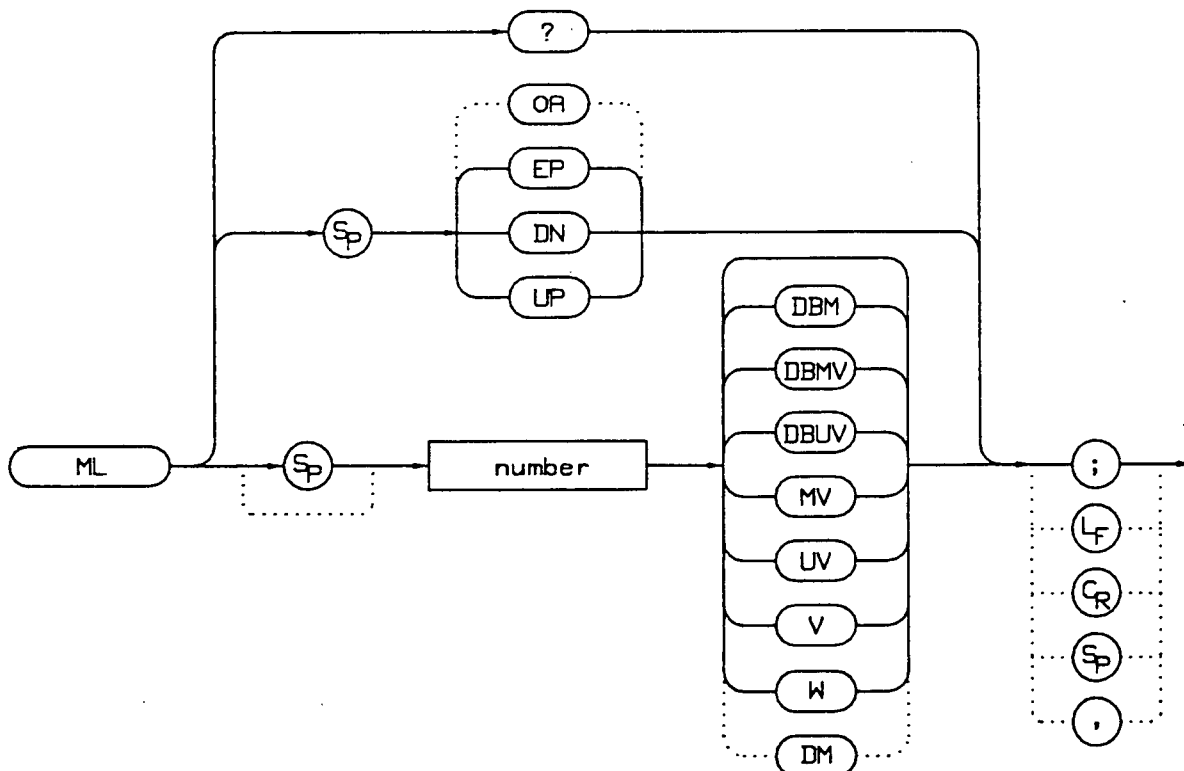 ?
OA
EP
SP
DN
UP
DBM
DBMV
DBUV
ML
SP
number
;
MV
LF
UV
CR
V
SP
W
,
DM